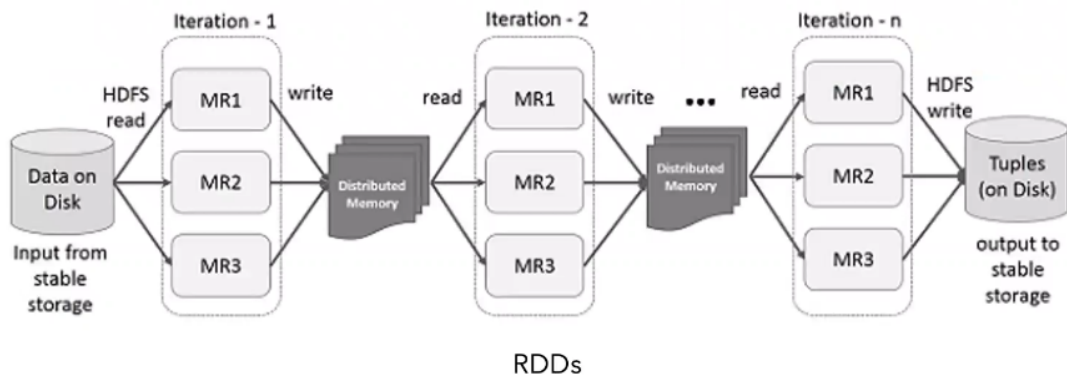 Iteration - 1
Iteration - 2
Iteration - n
HDFS
read
MR1
write
read
MR1
write
...
read
MR1
HDFS
write
Data on
Disk
MR2
Distributed
Memory
MR2
Distributed
Memory
MR2
Tuples
(on Disk)
Input from
stable
storage
MR3
MR3
MR3
output to
stable
storage
RDDs